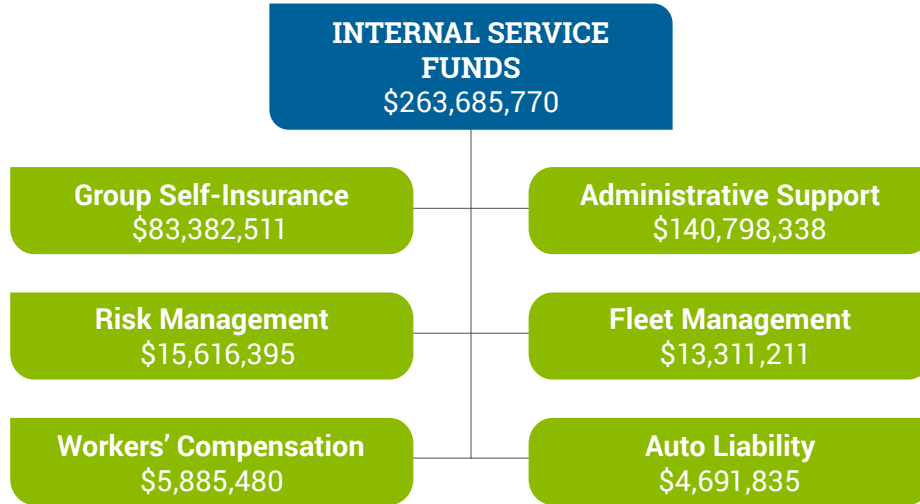 INTERNAL SERVICE
FUNDS
$263,685,770
Group Self-Insurance
$83,382,511
Administrative Support
$140,798,338
Risk Management
$15,616,395
Fleet Management
$13,311,211
Workers’ Compensation
$5,885,480
Auto Liability
$4,691,835